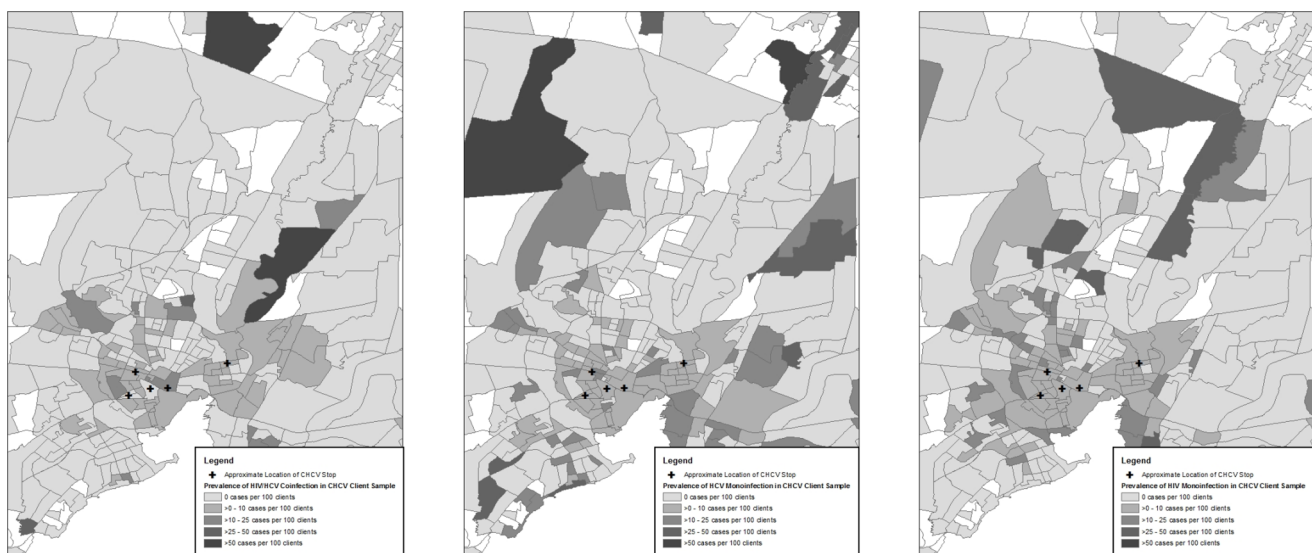 Legend
Approximate Location of CHCV Stop
Prevalence of HIV/HCV Coinfection in CHCV Client Sample
0 cases per 100 clients
>0 - 10 cases per 100 clients
>10 - 25 cases per 100 clients
>25 - 50 cases per 100 clients
>50 cases per 100 clients
Legend
Approximate Location of CHCV Stop
Prevalence of HCV Monoinfection in CHCV Client Sample
0 cases per 100 clients
>0 - 10 cases per 100 clients
>10 - 25 cases per 100 clients
>25 - 50 cases per 100 clients
>50 cases per 100 clients
Legend
Approximate Location of CHCV Stop
Prevalence of HIV Monoinfection in CHCV Client Sample
0 cases per 100 clients
>0 - 10 cases per 100 clients
>10 - 25 cases per 100 clients
>25 - 50 cases per 100 clients
>50 cases per 100 clients